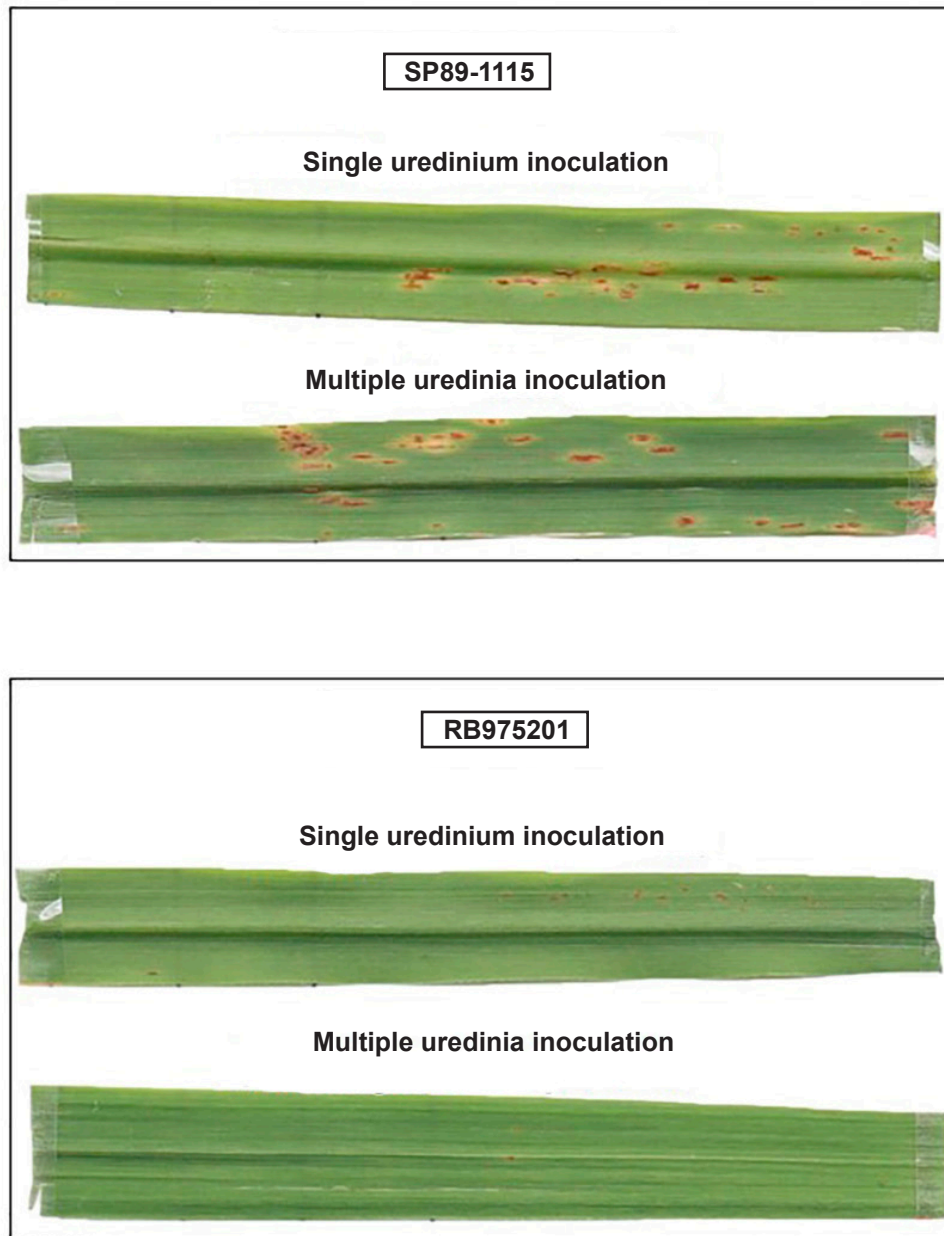 SP89-1115
Single uredinium inoculation
Multiple uredinia inoculation
RB975201
Single uredinium inoculation
Multiple uredinia inoculation